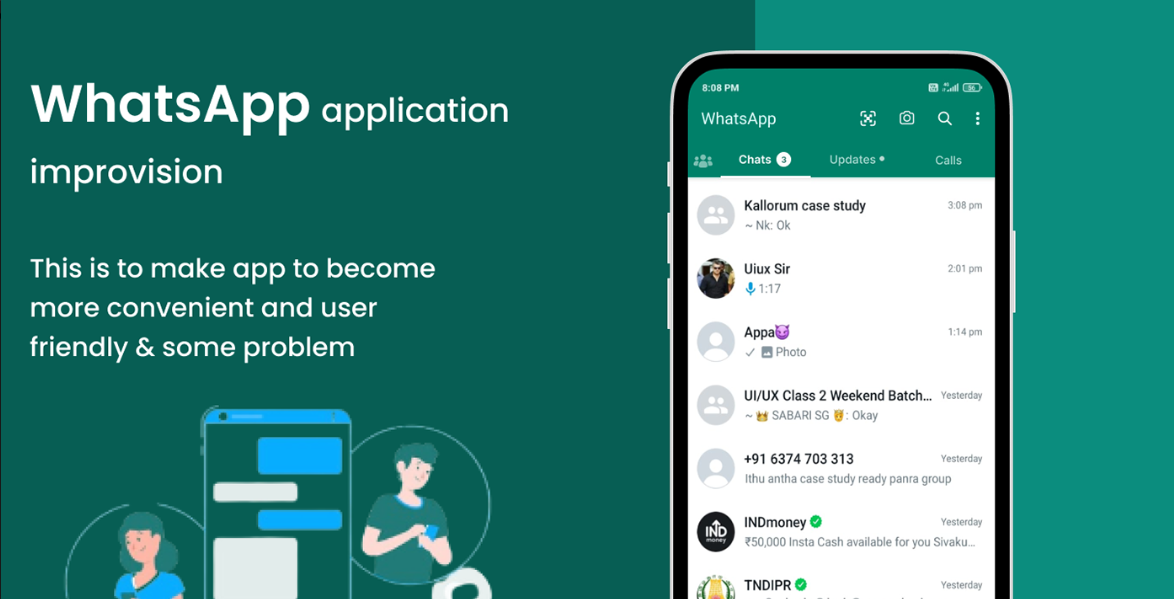 WhatsApp application
improvision
This is to make app to become
more convenient and user
friendly & some problem
8:08 PM
36
WhatsApp
Chats 3
Updates
Calls
Kallorum case study
3:08 pm
~ Nk: Ok
Uiux Sir
2:01 pm
1:17
Appa😈
1:14 pm
Photo
UI/UX Class 2 Weekend Batch...
Yesterday
~ 👑 SABARI SG 🤴: Okay
+91 6374 703 313
Yesterday
Ithu antha case study ready panra group
INDmoney
Yesterday
IND
money
₹50,000 Insta Cash available for you Sivaku...
TNDIPR
Yesterday